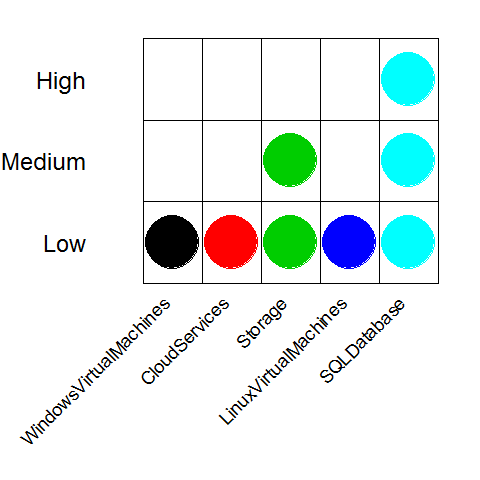 High
Medium
Low
WindowsVirtualMachines
CloudServices
Storage
LinuxVirtualMachines
SQLDatabase